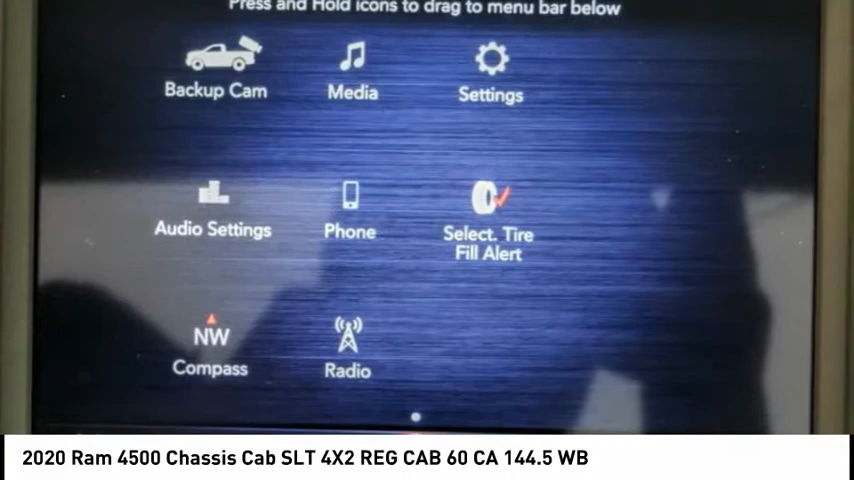 Press and Hold icons to drag to menu bar below
Backup Cam
Media
Settings
Audio Settings
Phone
Select. Tire
Fill Alert
NW
Compass
Radio
2020 Ram 4500 Chassis Cab SLT 4X2 REG CAB 60 CA 144.5 WB